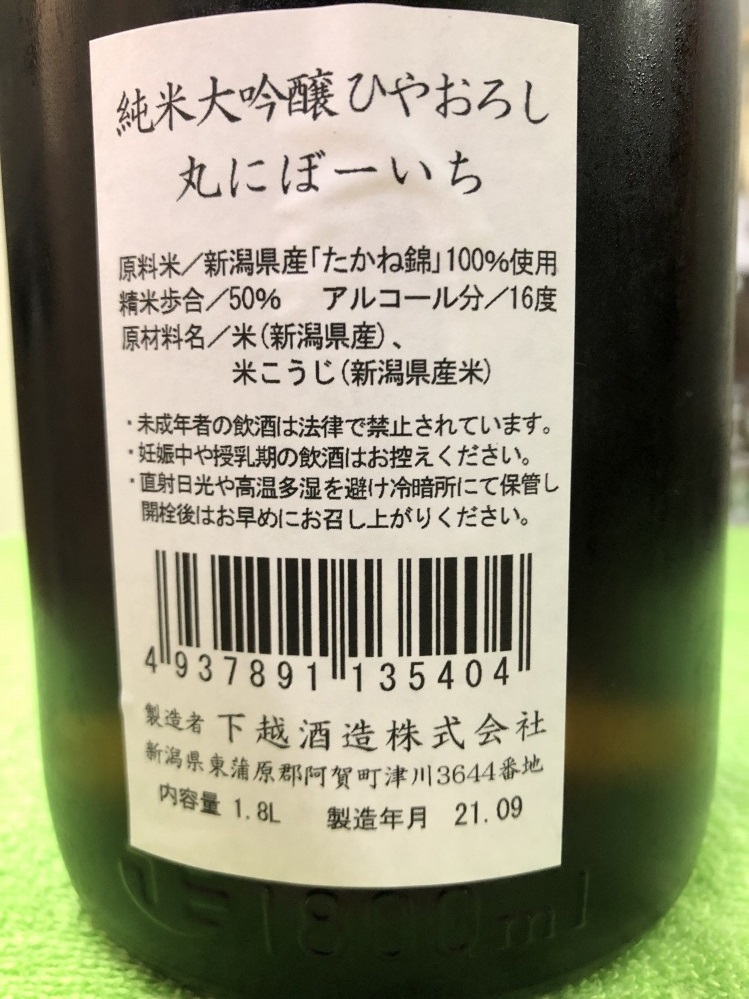 純米大吟醸ひやおろし
丸にぼーいち
原料米／新潟県産「たかね錦」100%使用
精米歩合／50%　アルコール分／16度
原材料名／米（新潟県産）、
米こうじ（新潟県産米）
・未成年者の飲酒は法律で禁止されています。
・妊娠中や授乳期の飲酒はお控えください。
・直射日光や高温多湿を避け冷暗所にて保管し
開栓後はお早めにお召し上がりください。
4 937891 135404
製造者 下越酒造株式会社
新潟県東蒲原郡阿賀町津川3644番地
内容量 1.8L　製造年月 21.09
1800ml